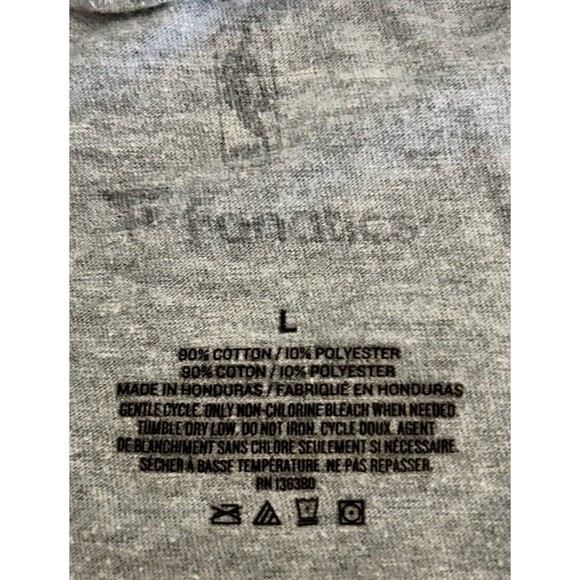 fanatics
L
90% COTTON / 10% POLYESTER
90% COTON / 10% POLYESTER
MADE IN HONDURAS / FABRIQUÉ EN HONDURAS
GENTLE CYCLE. ONLY NON-CHLORINE BLEACH WHEN NEEDED.
TUMBLE DRY LOW. DO NOT IRON. CYCLE DOUX. AGENT
DE BLANCHIMENT SANS CHLORE SEULEMENT SI NÉCESSAIRE.
SÉCHER À BASSE TEMPÉRATURE. NE PAS REPASSER.
RN 136380